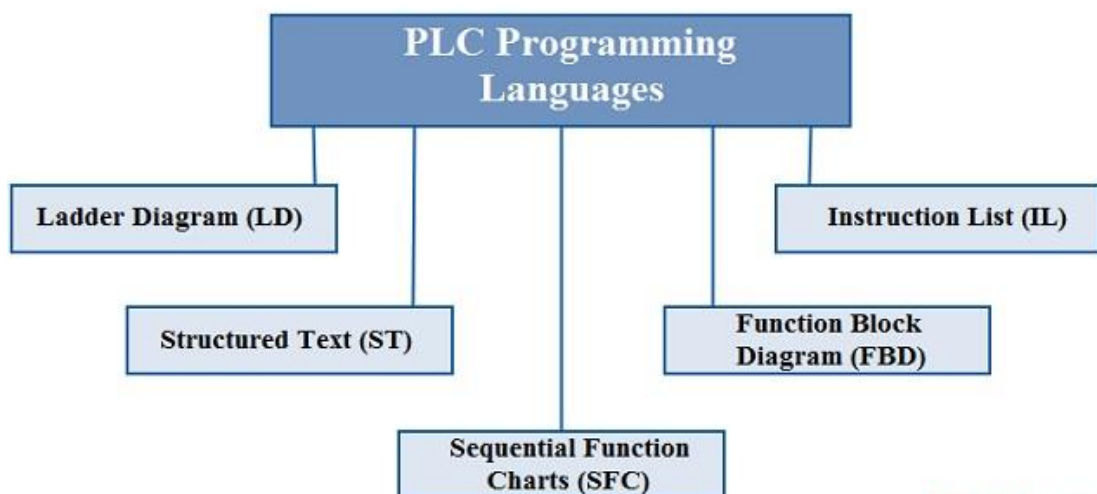 PLC Programming
Languages
Ladder Diagram (LD)
Instruction List (IL)
Structured Text (ST)
Function Block
Diagram (FBD)
Sequential Function
Charts (SFC)